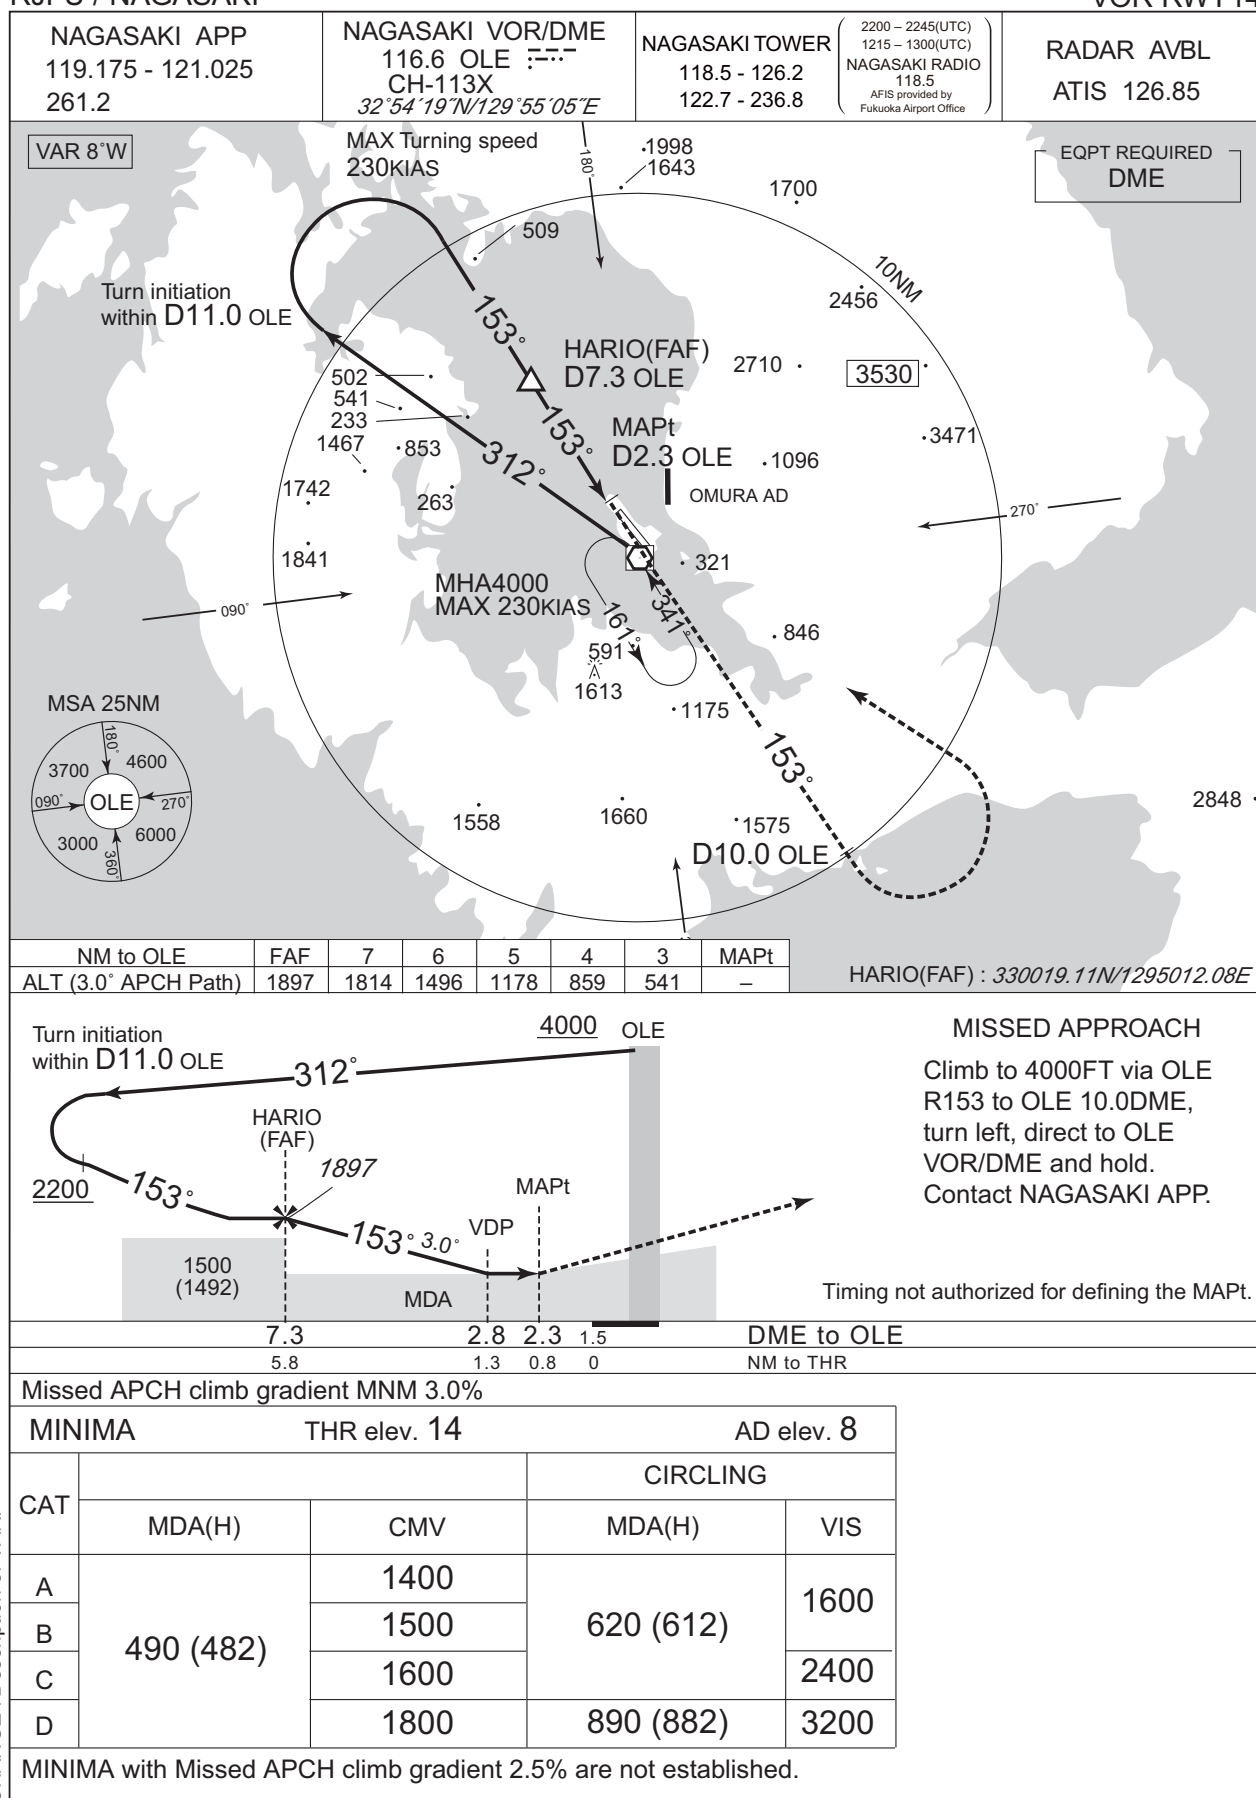 NAGASAKI APP
119.175 - 121.025
261.2
NAGASAKI VOR/DME
116.6 OLE
CH-113X
32°54´19˝N/129°55´05˝E
NAGASAKI TOWER
118.5 - 126.2
122.7 - 236.8
2200 – 2245(UTC)
1215 – 1300(UTC)
NAGASAKI RADIO
118.5
AFIS provided by
Fukuoka Airport Office
RADAR AVBL
ATIS 126.85
VAR 8°W
MAX Turning speed
230KIAS
180°
1998
1643
1700
EQPT REQUIRED
DME
509
10NM
2456
Turn initiation
within D11.0 OLE
153°
HARIO(FAF)
D7.3 OLE
2710
3530
502
541
233
1467
853
153°
MAPt
D2.3 OLE
3471
1096
312°
1742
263
OMURA AD
270°
1841
321
MHA4000
MAX 230KIAS
090°
161°
341°
846
591
1613
1175
MSA 25NM
180°
3700
4600
090°
OLE
270°
3000
6000
360°
153°
2848
1558
1660
1575
D10.0 OLE
NM to OLE FAF 7 6 5 4 3 MAPt
ALT (3.0° APCH Path) 1897 1814 1496 1178 859 541 –
HARIO(FAF) : 330019.11N/1295012.08E
Turn initiation
within D11.0 OLE
4000 OLE
312°
HARIO
(FAF)
1897
2200
153°
MAPt
VDP
153° 3.0°
1500
(1492)
MDA
MISSED APPROACH
Climb to 4000FT via OLE
R153 to OLE 10.0DME,
turn left, direct to OLE
VOR/DME and hold.
Contact NAGASAKI APP.
Timing not authorized for defining the MAPt.
7.3 2.8 2.3 1.5 DME to OLE
5.8 1.3 0.8 0 NM to THR
Missed APCH climb gradient MNM 3.0%
MINIMA THR elev. 14 AD elev. 8
CAT
CIRCLING
MDA(H) CMV MDA(H) VIS
A 1400
B 1500
C 1600
D 1800
490 (482)
620 (612)
890 (882)
1600
2400
3200
MINIMA with Missed APCH climb gradient 2.5% are not established.